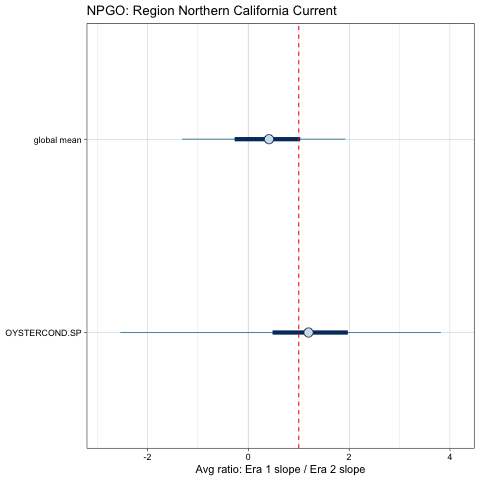 NPGO: Region Northern California Current
global mean
OYSTERCOND.SP
-2
0
2
4
Avg ratio: Era 1 slope / Era 2 slope